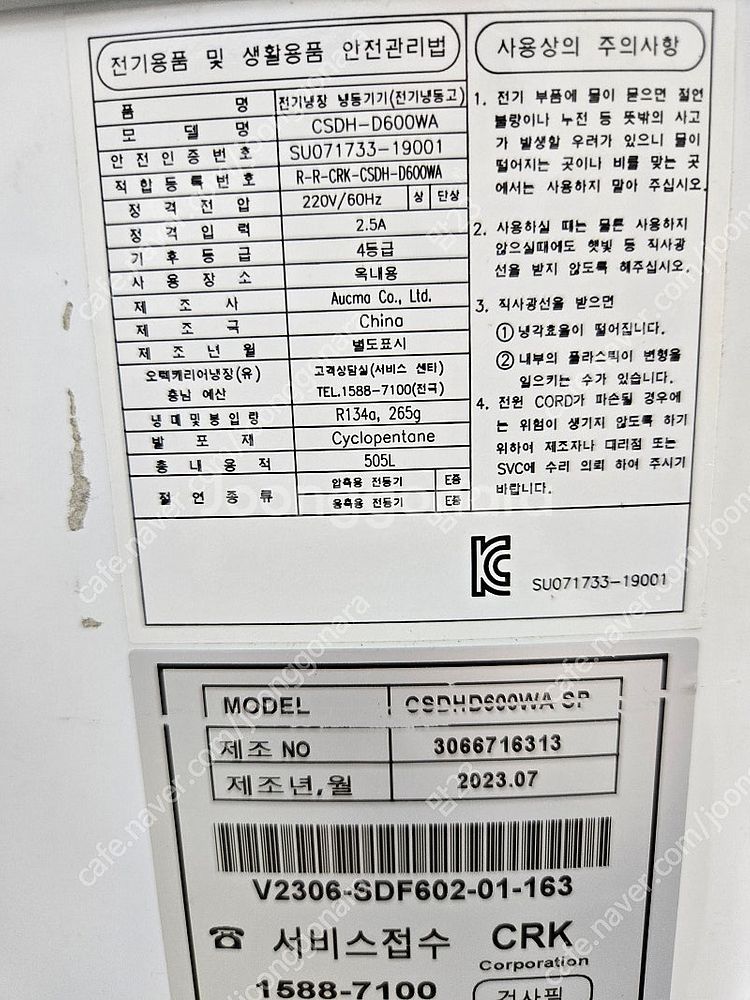 전기용품 및 생활용품 안전관리법
품 명 전기냉장 냉동기기(전기냉동고)
모 델 명 CSDH-D600WA
안전인증번호 SU071733-19001
적합등록번호 R-R-CRK-CSDH-D600WA
정 격 전 압 220V/60Hz 상 단상
정 격 입 력 2.5A
기 후 등 급 4등급
사 용 장 소 옥내용
제 조 사 Aucma Co., Ltd.
제 조 국 China
제 조 년 월 별도표시
오텍캐리어냉장(유) 고객상담실(서비스 센터)
충남 예산 TEL.1588-7100(전국)
냉매및봉입량 R134a, 265g
발 포 재 Cyclopentane
총 내 용 적 505L
절 연 종 류 압축용 전동기 E종
응축용 전동기 E종
사용상의 주의사항
1. 전기 부품에 물이 묻으면 절연
불량이나 누전 등 뜻밖의 사고
가 발생할 우려가 있으니 물이
떨어지는 곳이나 비를 맞는 곳
에서는 사용하지 말아 주십시오.
2. 사용하실 때는 물론 사용하지
않으실때에도 햇빛 등 직사광
선을 받지 않도록 해주십시오.
3. 직사광선을 받으면
① 냉각효율이 떨어집니다.
② 내부의 플라스틱이 변형을
일으키는 수가 있습니다.
4. 전원 CORD가 파손될 경우에
는 위험이 생기지 않도록 하기
위하여 제조자나 대리점 또는
SVC에 수리 의뢰 하여 주시기
바랍니다.
SU071733-19001
MODEL CSDHD600WA SP
제조 NO 3066716313
제조년,월 2023.07
V2306-SDF602-01-163
☎ 서비스접수 CRK
Corporation
1588-7100 검사필
joonggonara
cafe.naver.com/joonggonara